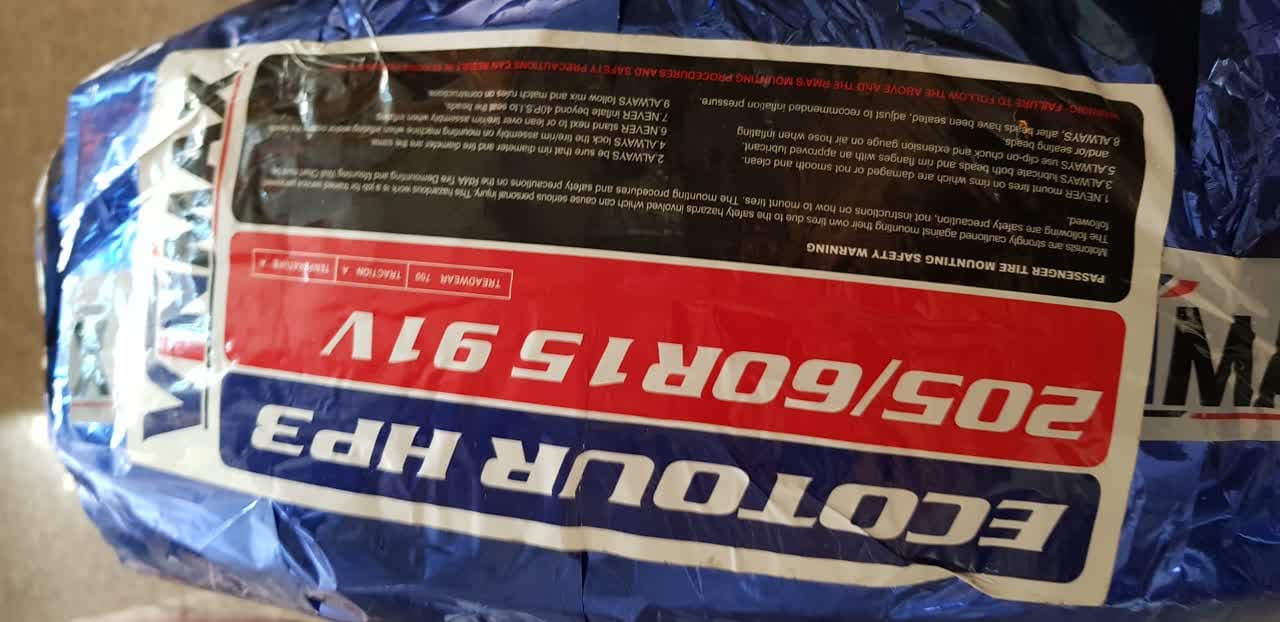 ECOTOUR HP3
205/60R15 91V
TREADWEAR 700 TRACTION A TEMPERATURE A
PASSENGER TIRE MOUNTING SAFETY WARNING
Motorists are strongly cautioned against mounting their own tires due to the safety hazards involved which can cause serious personal injury. This hazardous work is a job for trained service personnel
The following are safety precaution, not instructions on how to mount tires. The mounting procedures and safety precautions on the RMA Tire Demounting and Mounting Wall Chart must be
followed.
1.NEVER mount tires on rims which are damaged or not smooth and clean.
2.ALWAYS be sure that rim diameter and tire diameter are the same
3.ALWAYS lubricate both beads and rim flanges with an approved lubricant.
4.ALWAYS lock the tire/rim assembly on mounting machine when inflating and/or seating beads
5.ALWAYS use clip-on chuck and extension gauge on air hose when inflating
and/or seating beads.
6.NEVER stand next to or lean over tire/rim assembly when inflating
7.NEVER inflate beyond 40P.S.I to seat the beads.
8.ALWAYS, after beads have been seated, adjust to recommended inflation pressure.
9.ALWAYS follow mix and match rules on constructions
WARNING - FAILURE TO FOLLOW THE ABOVE AND THE RMA'S MOUNTING PROCEDURES AND SAFETY PRECAUTIONS CAN RESULT IN